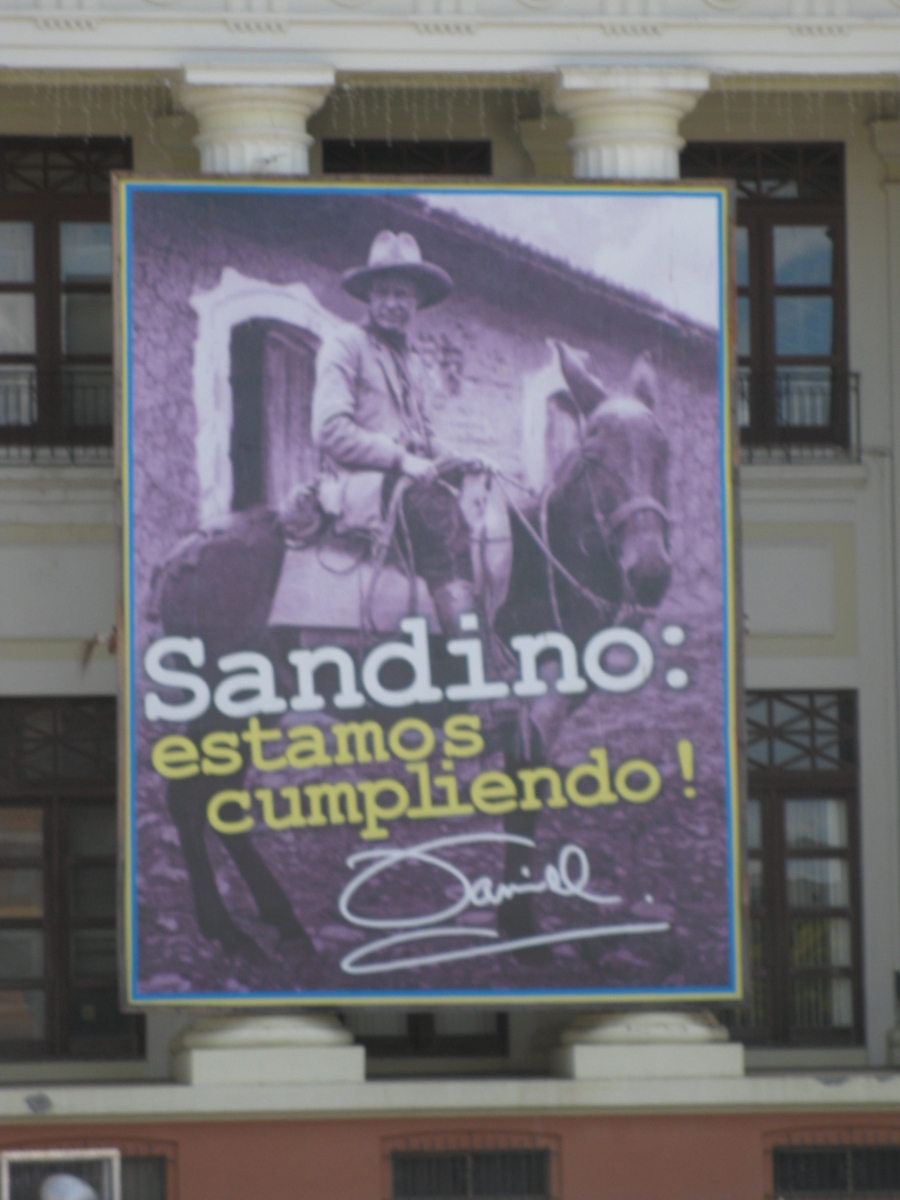 Sandino:
estamos
cumpliendo!
Daniel.